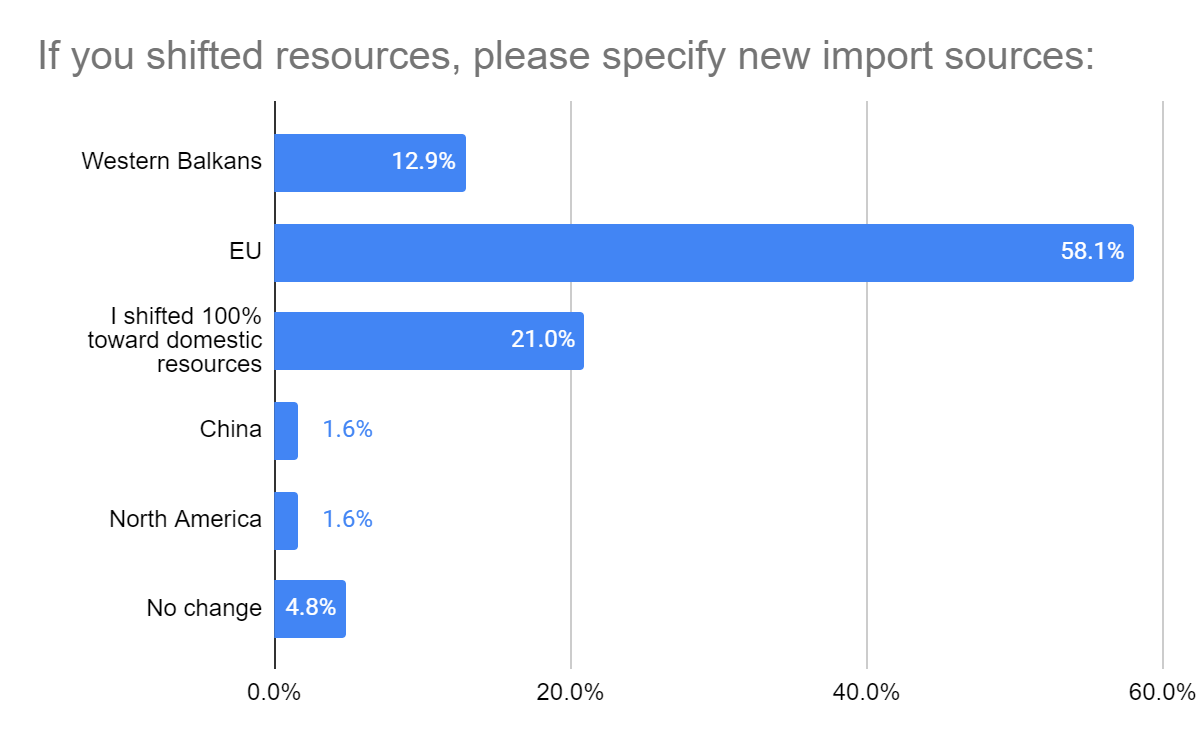 If you shifted resources, please specify new import sources:
Western Balkans
12.9%
EU
58.1%
I shifted 100%
toward domestic
resources
21.0%
China
1.6%
North America
1.6%
No change
4.8%
0.0%
20.0%
40.0%
60.0%